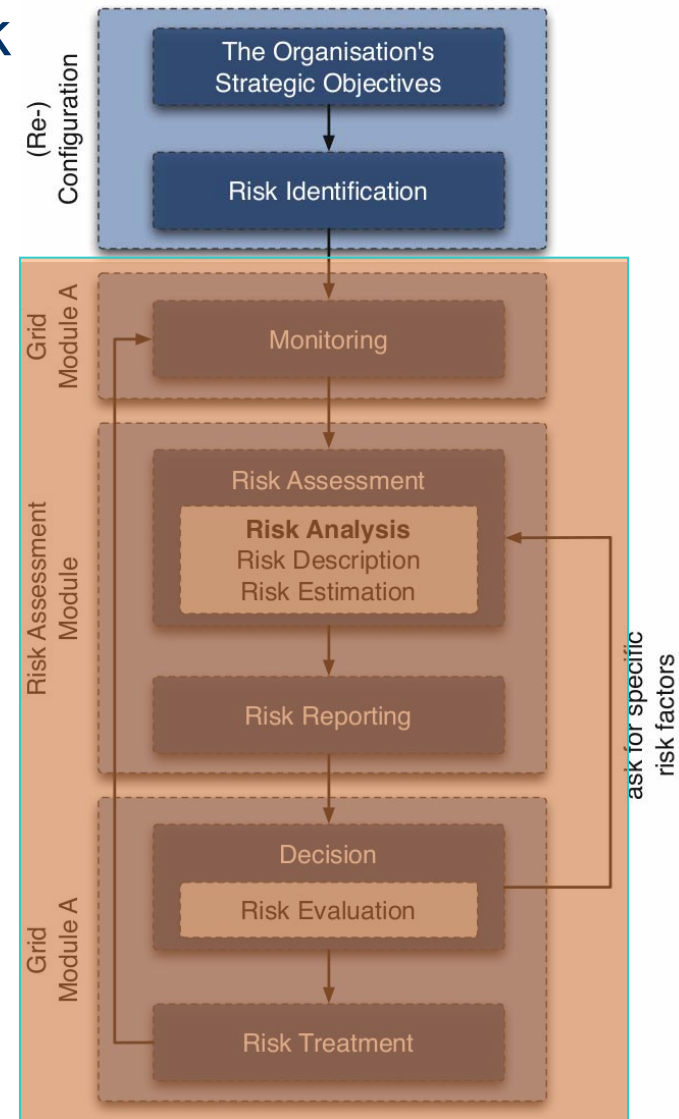 k
(Re-)
Configuration
The Organisation's
Strategic Objectives
Risk Identification
Grid
Module A
Monitoring
Risk Assessment
Module
Risk Assessment
Risk Analysis
Risk Description
Risk Estimation
Risk Reporting
ask for specific
risk factors
Grid
Module A
Decision
Risk Evaluation
Risk Treatment